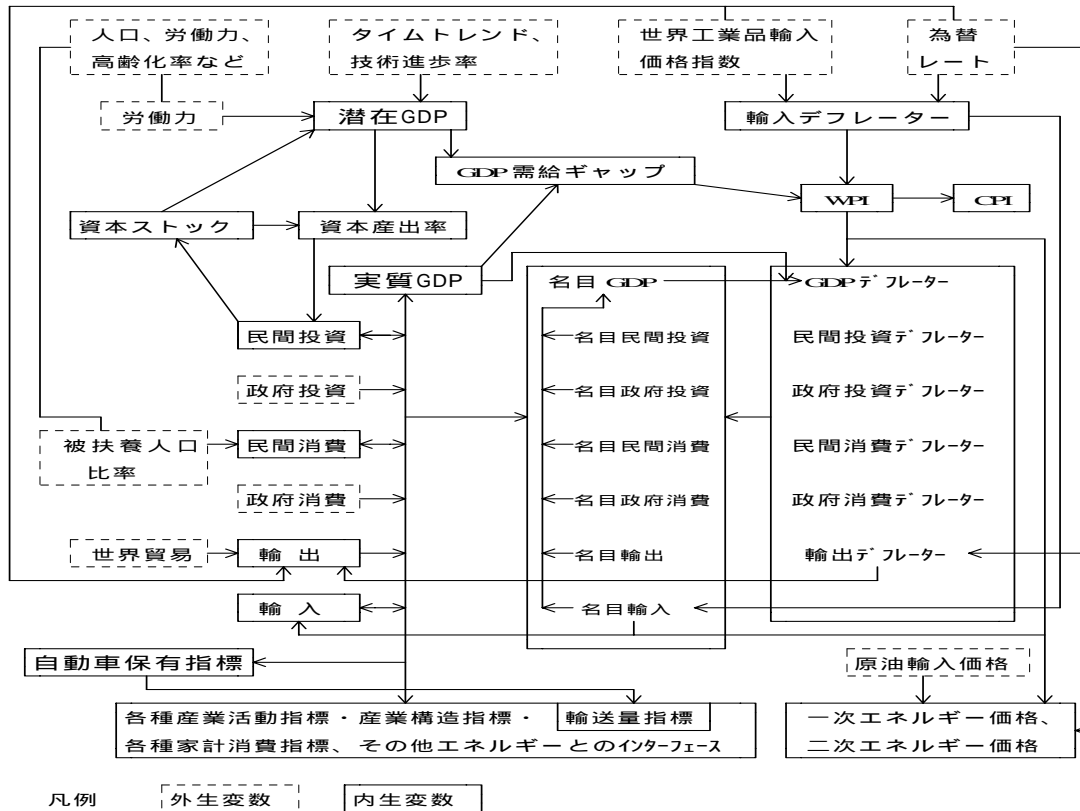 人口、労働力、
高齢化率など
タイムトレンド、
技術進歩率
世界工業品輸入
価格指数
為替
レート
労働力
潜在GDP
輸入デフレーター
GDP需給ギャップ
WPI
CPI
資本ストック
資本産出率
実質GDP
名目GDP
GDPデフレーター
民間投資
名目民間投資
民間投資デフレーター
政府投資
名目政府投資
政府投資デフレーター
被扶養人口
比率
民間消費
名目民間消費
民間消費デフレーター
政府消費
名目政府消費
政府消費デフレーター
世界貿易
輸出
名目輸出
輸出デフレーター
輸入
名目輸入
自動車保有指標
原油輸入価格
各種産業活動指標・産業構造指標・
輸送量指標
各種家計消費指標、その他エネルギーとのインターフェース
一次エネルギー価格、
二次エネルギー価格
凡例
外生変数
内生変数